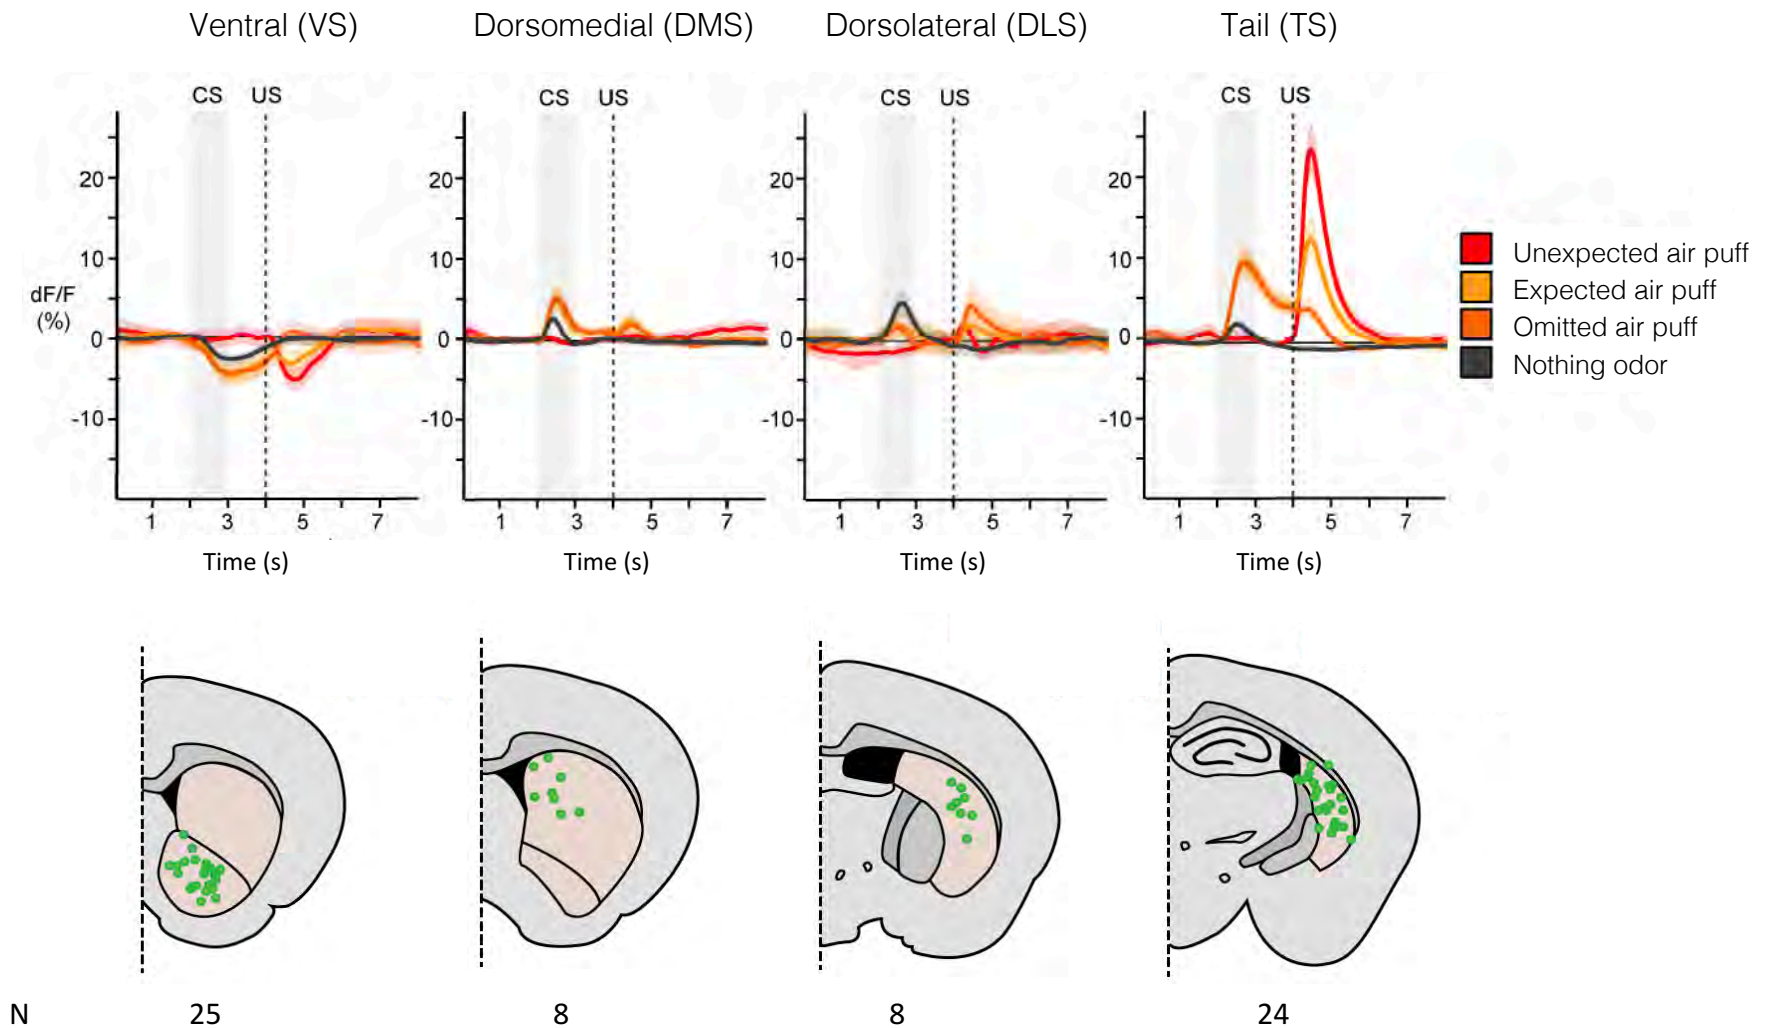 Ventral (VS)
Dorsomedial (DMS)
Dorsolateral (DLS)
Tail (TS)
CS US
CS US
CS US
CS US
20
10
0
-10
dF/F
(%)
20
10
0
-10
20
10
0
-10
20
10
0
-10
1 3 5 7
1 3 5 7
1 3 5 7
1 3 5 7
Time (s)
Time (s)
Time (s)
Time (s)
Unexpected air puff
Expected air puff
Omitted air puff
Nothing odor
N 25 8 8 24